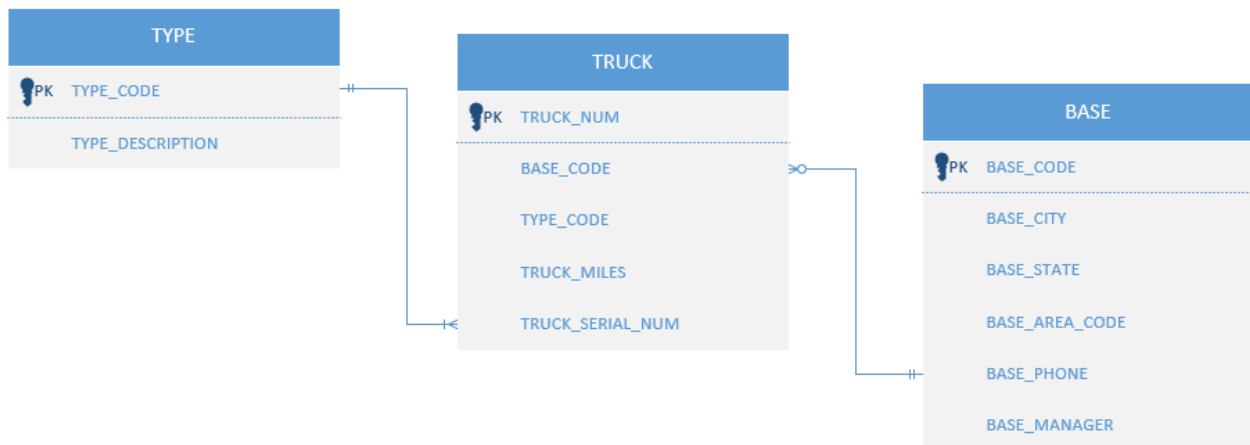 TYPE
PK TYPE_CODE
TYPE_DESCRIPTION
TRUCK
PK TRUCK_NUM
BASE_CODE
TYPE_CODE
TRUCK_MILES
TRUCK_SERIAL_NUM
BASE
PK BASE_CODE
BASE_CITY
BASE_STATE
BASE_AREA_CODE
BASE_PHONE
BASE_MANAGER